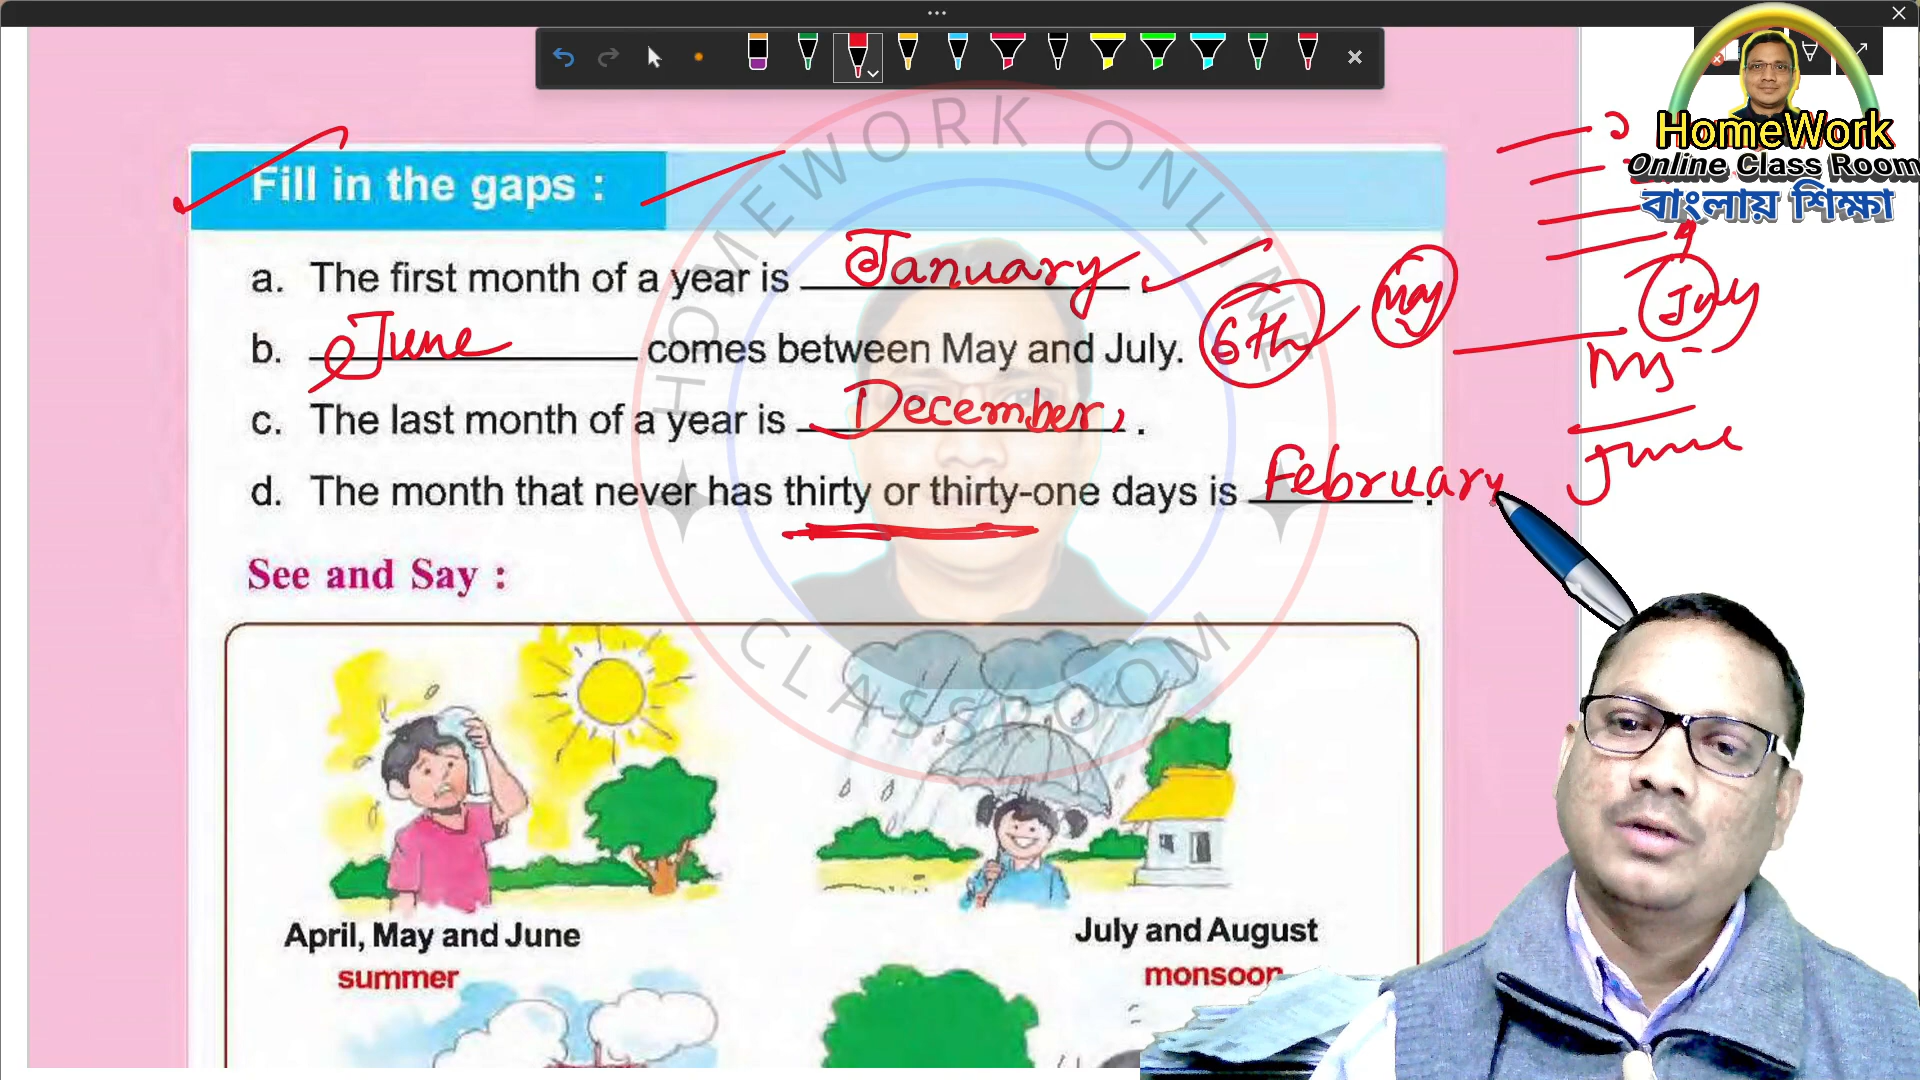 HomeWork
Online Class Room
বাংলায় শিক্ষা
Fill in the gaps :
a. The first month of a year is January .
b. June comes between May and July. 6th May
July
c. The last month of a year is December .
June
d. The month that never has thirty or thirty-one days is February .
See and Say :
HOMEWORK ONLINE
CLASSROOM
April, May and June
summer
July and August
monsoon